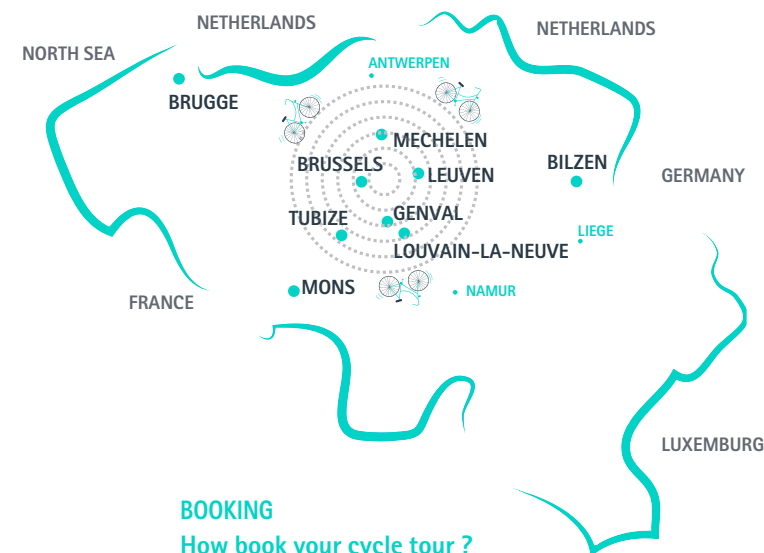 NETHERLANDS
NETHERLANDS
NORTH SEA
ANTWERPEN
BRUGGE
MECHELEN
BRUSSELS
LEUVEN
BILZEN
GERMANY
TUBIZE
GENVAL
LIEGE
LOUVAIN-LA-NEUVE
MONS
NAMUR
FRANCE
LUXEMBURG
BOOKING
How book your cycle tour ?